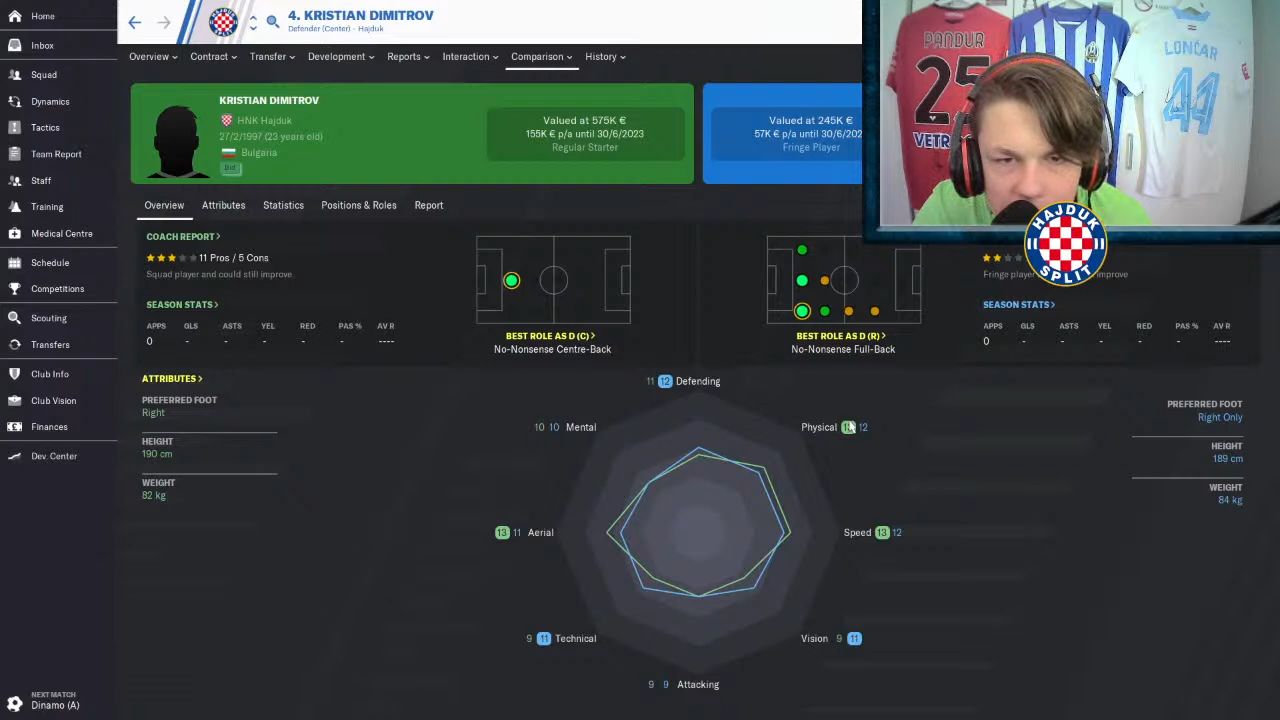 Home
Inbox
Squad
Dynamics
Tactics
Team Report
Staff
Training
Medical Centre
Schedule
Competitions
Scouting
Transfers
Club Info
Club Vision
Finances
Dev. Center
NEXT MATCH
Dinamo (A)
HAJDUK SPLIT
4. KRISTIAN DIMITROV
Defender (Center) - Hajduk
Overview Contract Transfer Development Reports Interaction Comparison History
KRISTIAN DIMITROV
HNK Hajduk
27/2/1997 (23 years old)
Bulgaria
Bid
Valued at 575K €
155K € p/a until 30/6/2023
Regular Starter
Valued at 245K €
57K € p/a until 30/6/202
Fringe Player
PANDUR
25
VETR
LONČAR
44
HAJDUK
SPLIT
Overview Attributes Statistics Positions & Roles Report
COACH REPORT >
11 Pros / 5 Cons
Squad player and could still improve.
SEASON STATS >
APPS GLS ASTS YEL RED PAS % AV R
0 - - - - - ----
BEST ROLE AS D (C) >
No-Nonsense Centre-Back
BEST ROLE AS D (R) >
No-Nonsense Full-Back
Fringe player
improve
SEASON STATS >
APPS GLS ASTS YEL RED PAS % AV R
0 - - - - - ----
ATTRIBUTES >
PREFERRED FOOT
Right
HEIGHT
190 cm
WEIGHT
82 kg
11 12 Defending
10 10 Mental
Physical 12
13 11 Aerial
Speed 13 12
9 11 Technical
Vision 9 11
9 9 Attacking
PREFERRED FOOT
Right Only
HEIGHT
189 cm
WEIGHT
84 kg